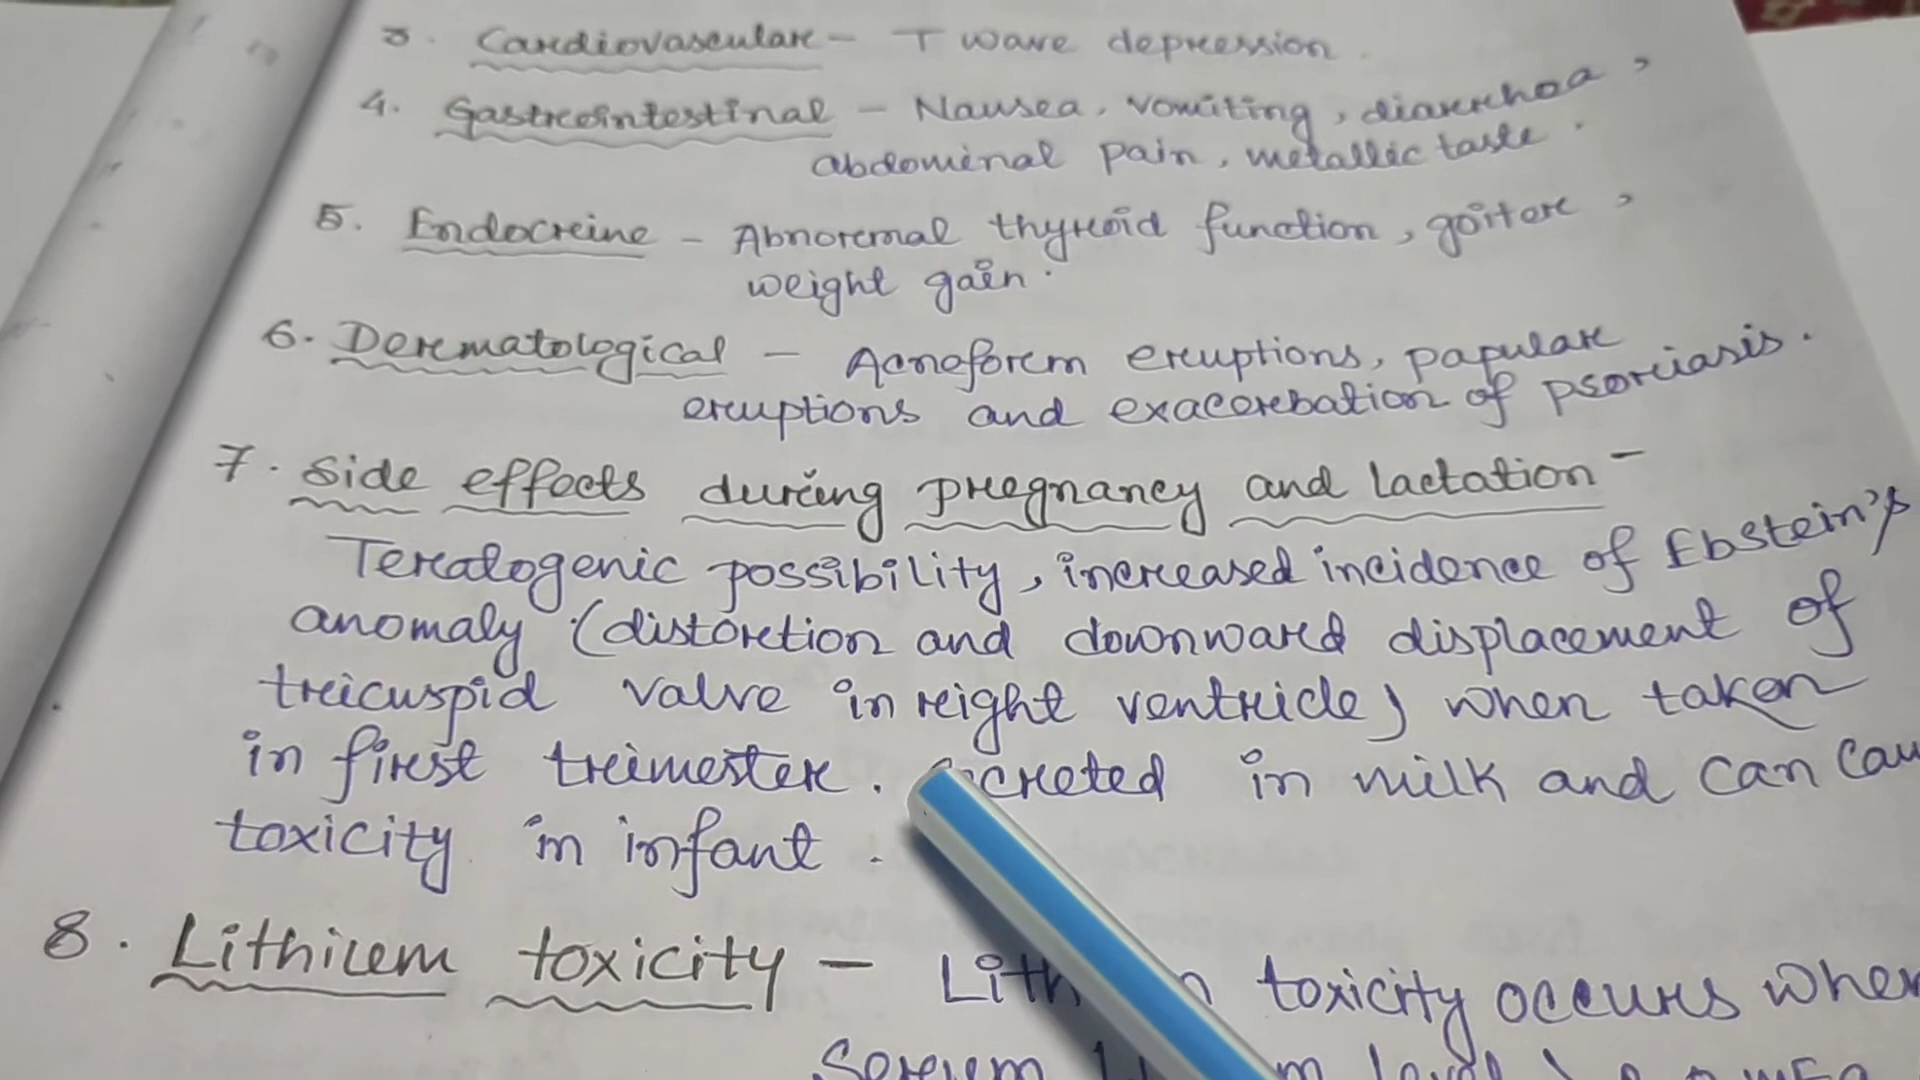 3. Cardiovascular - T wave depression.
4. Gastrointestinal - Nausea, vomiting, diarrhoea,
abdominal pain, metallic taste.
5. Endocrine - Abnormal thyroid function, goiter,
weight gain.
6. Dermatological - Acneform eruptions, papular
eruptions and exacerbation of psoriasis.
7. Side effects during pregnancy and lactation -
Teratogenic possibility, increased incidence of Ebstein's
anomaly (distortion and downward displacement of
tricuspid valve in right ventricle) when taken
in first trimester. in milk and can
toxicity in infant.
8. Lithium toxicity - toxicity occurs when
Serum